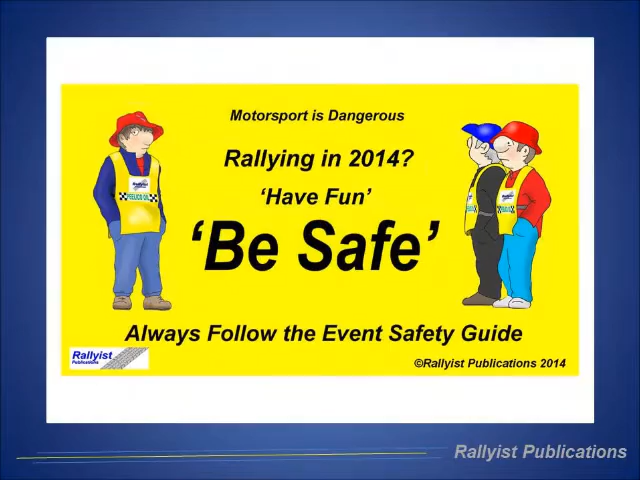 Motorsport is Dangerous
Rallying in 2014?
‘Have Fun’
‘Be Safe’
Always Follow the Event Safety Guide
Rallyist
Publications
©Rallyist Publications 2014
Rallyist Publications